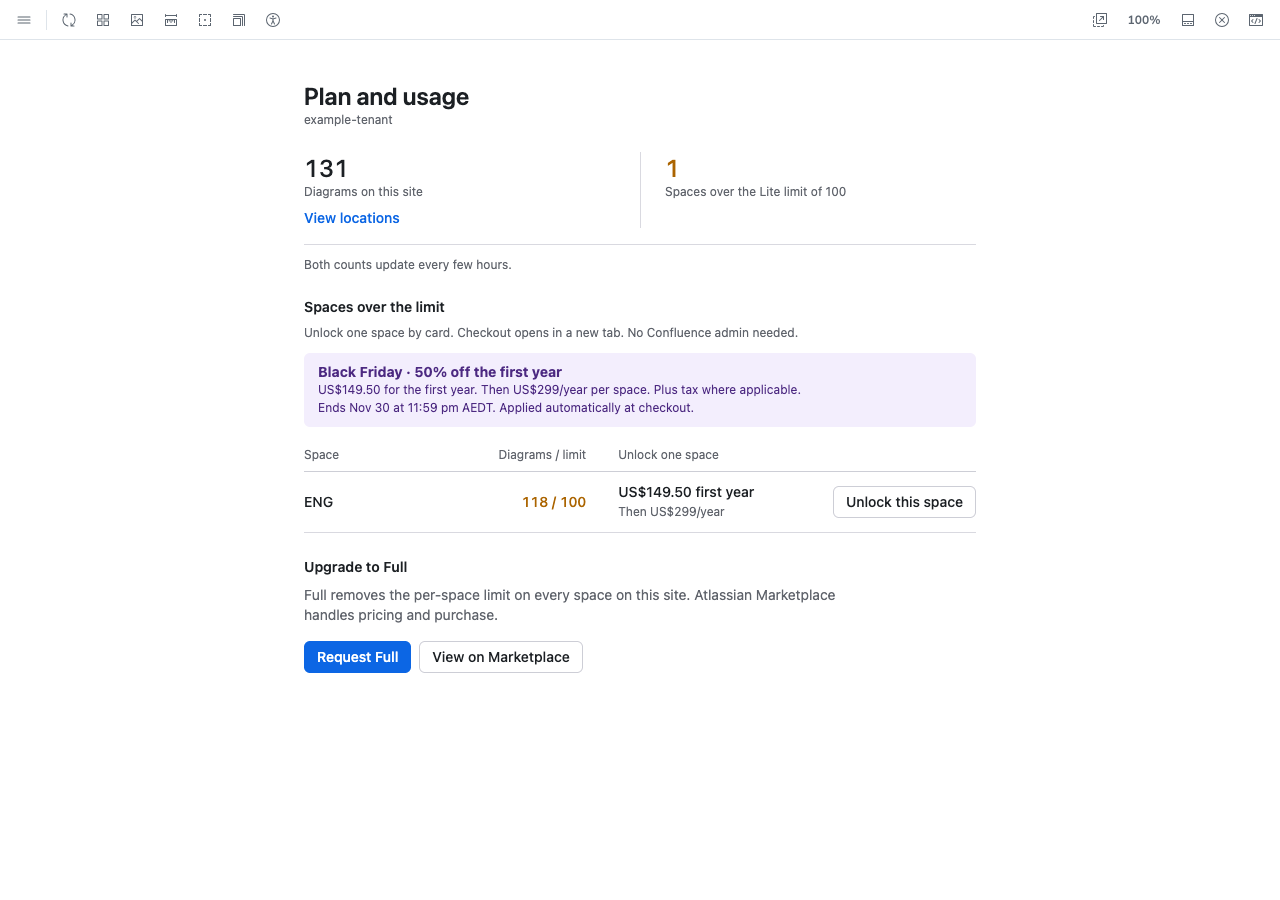 100%
Plan and usage
example-tenant
131
Diagrams on this site
View locations
1
Spaces over the Lite limit of 100
Both counts update every few hours.
Spaces over the limit
Unlock one space by card. Checkout opens in a new tab. No Confluence admin needed.
Black Friday · 50% off the first year
US$149.50 for the first year. Then US$299/year per space. Plus tax where applicable.
Ends Nov 30 at 11:59 pm AEDT. Applied automatically at checkout.
Space Diagrams / limit Unlock one space
ENG 118 / 100 US$149.50 first year Unlock this space
Then US$299/year
Upgrade to Full
Full removes the per-space limit on every space on this site. Atlassian Marketplace
handles pricing and purchase.
Request Full View on Marketplace